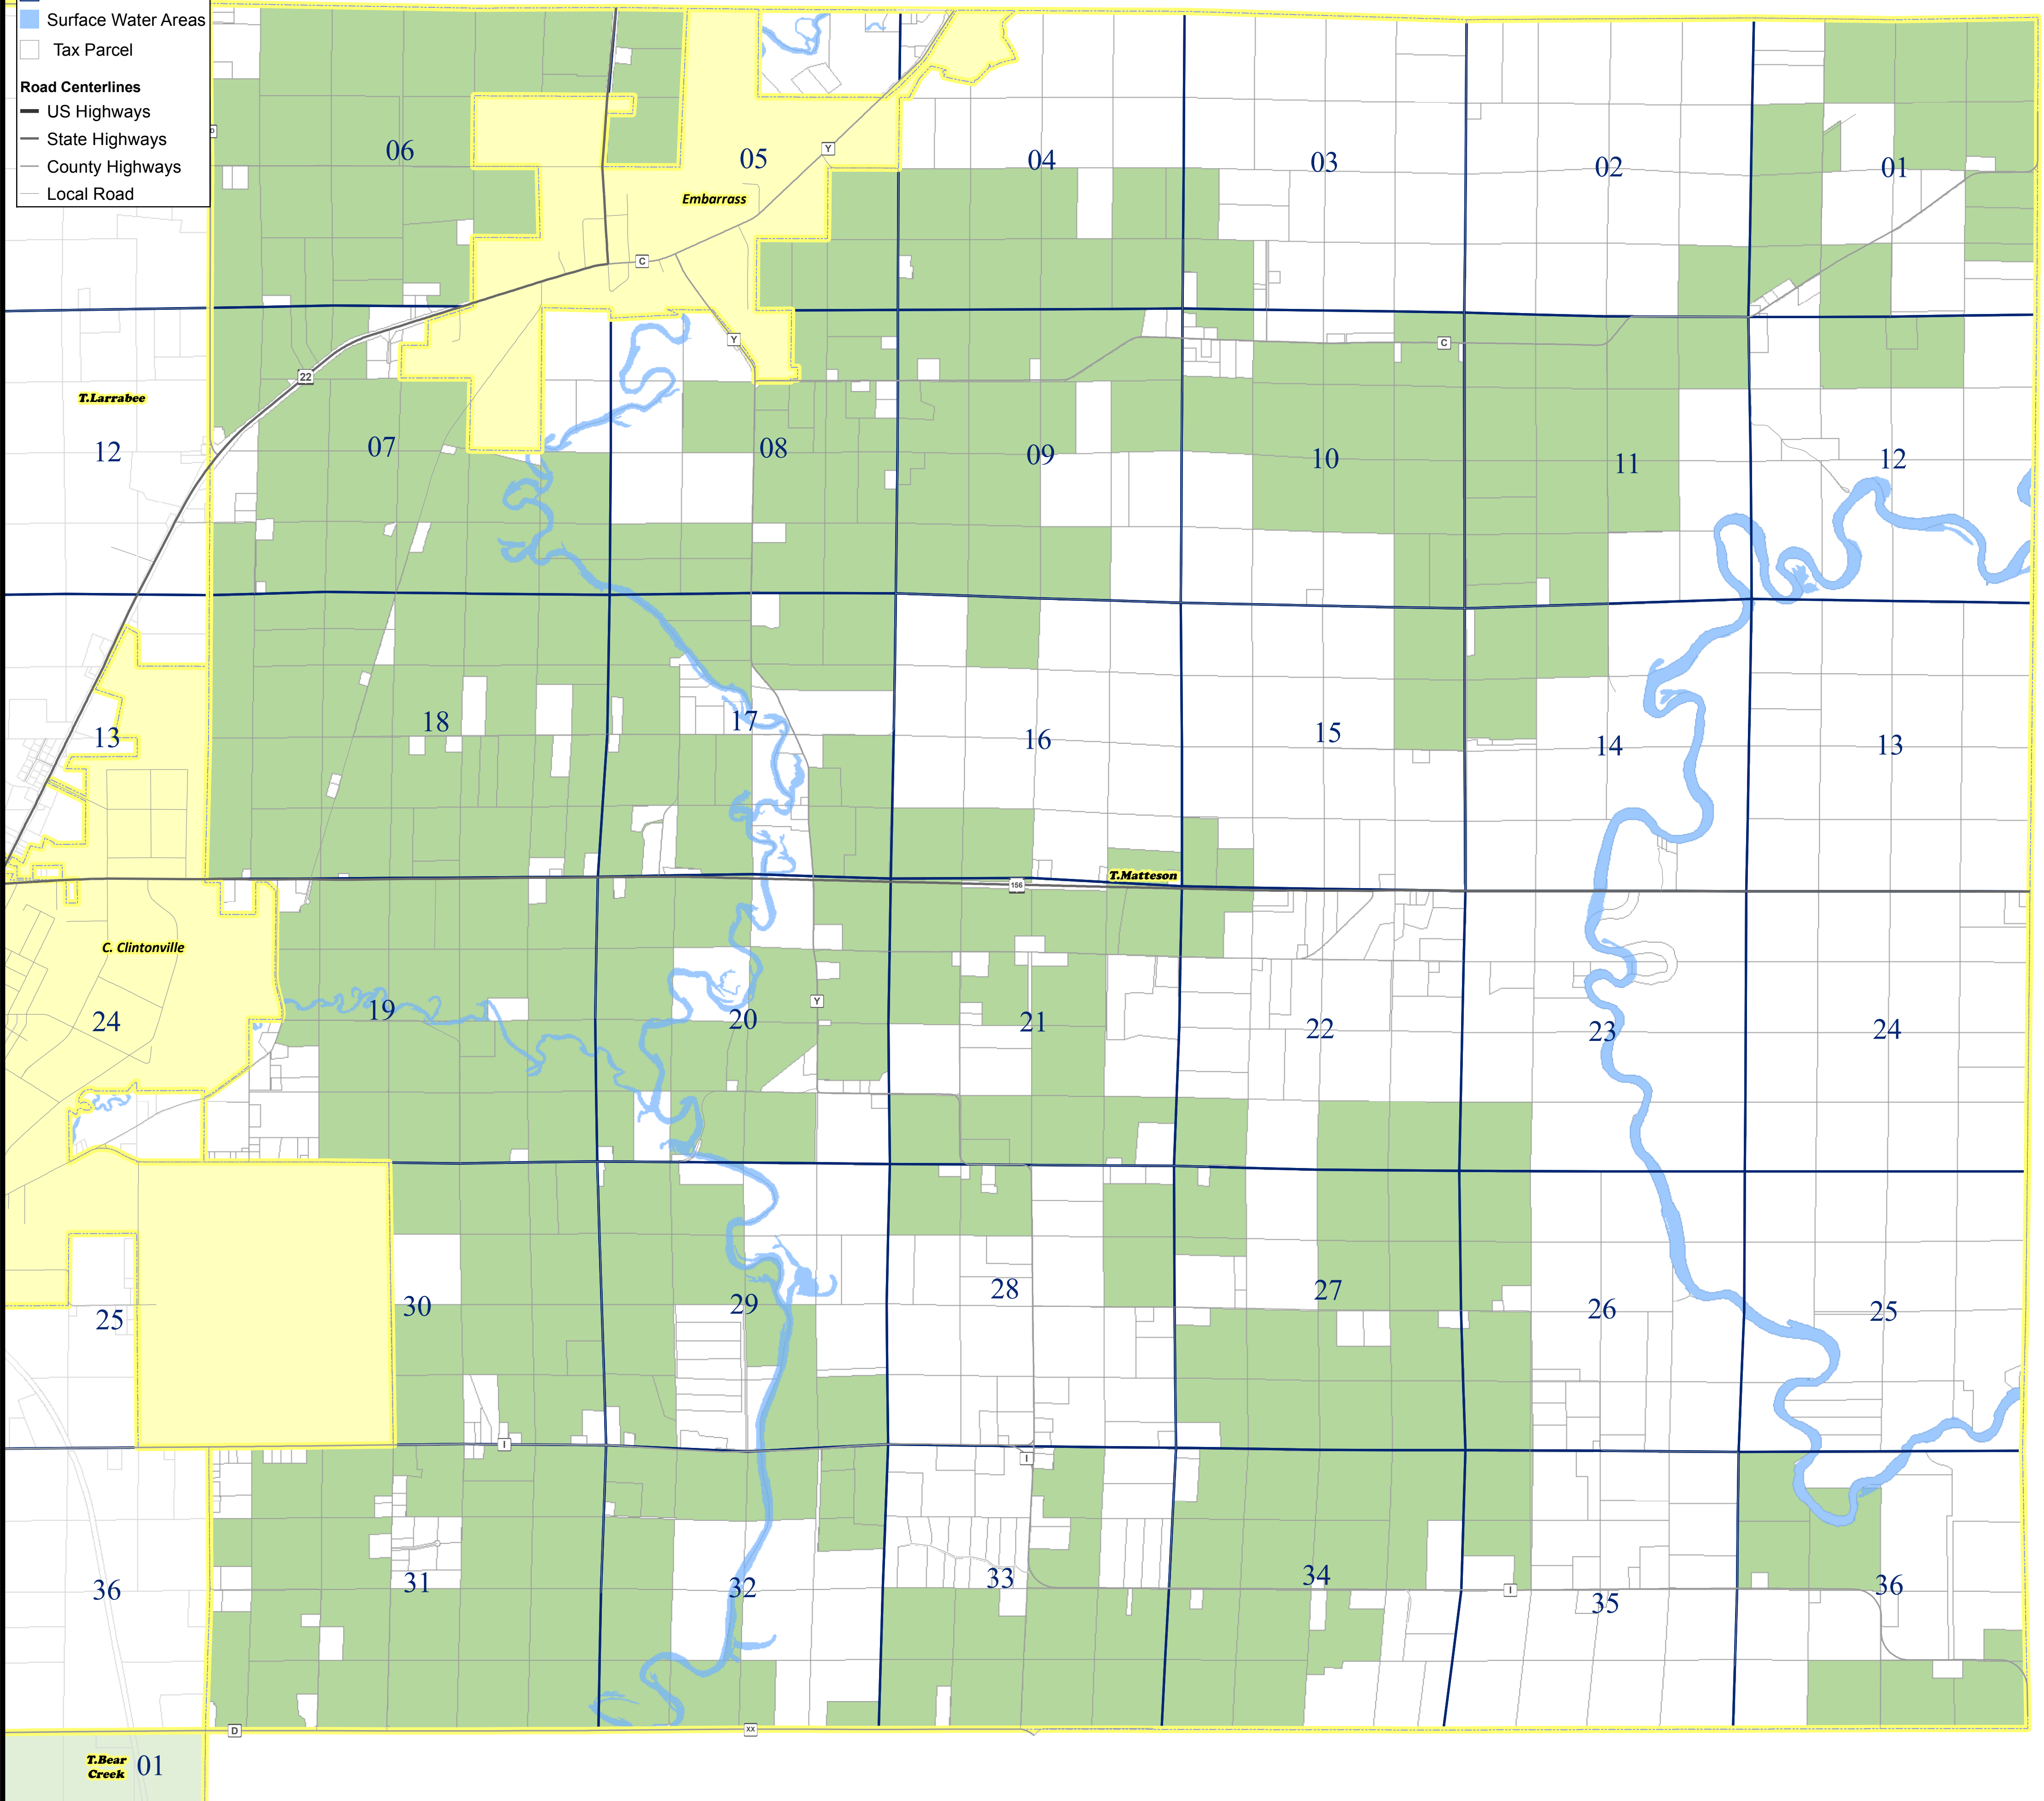 Surface Water Areas
Tax Parcel
Road Centerlines
US Highways
State Highways
County Highways
Local Road
D
06
05
04
03
02
01
Y
Embarrass
C
Y
C
22
T.Larrabee
12
07
08
09
10
11
12
13
18
17
16
15
14
13
156
T.Matteson
C. Clintonville
24
19
20
Y
21
22
23
24
25
30
29
28
27
26
25
I
I
36
31
32
33
34
I
35
36
D
XX
T.Bear
Creek
01